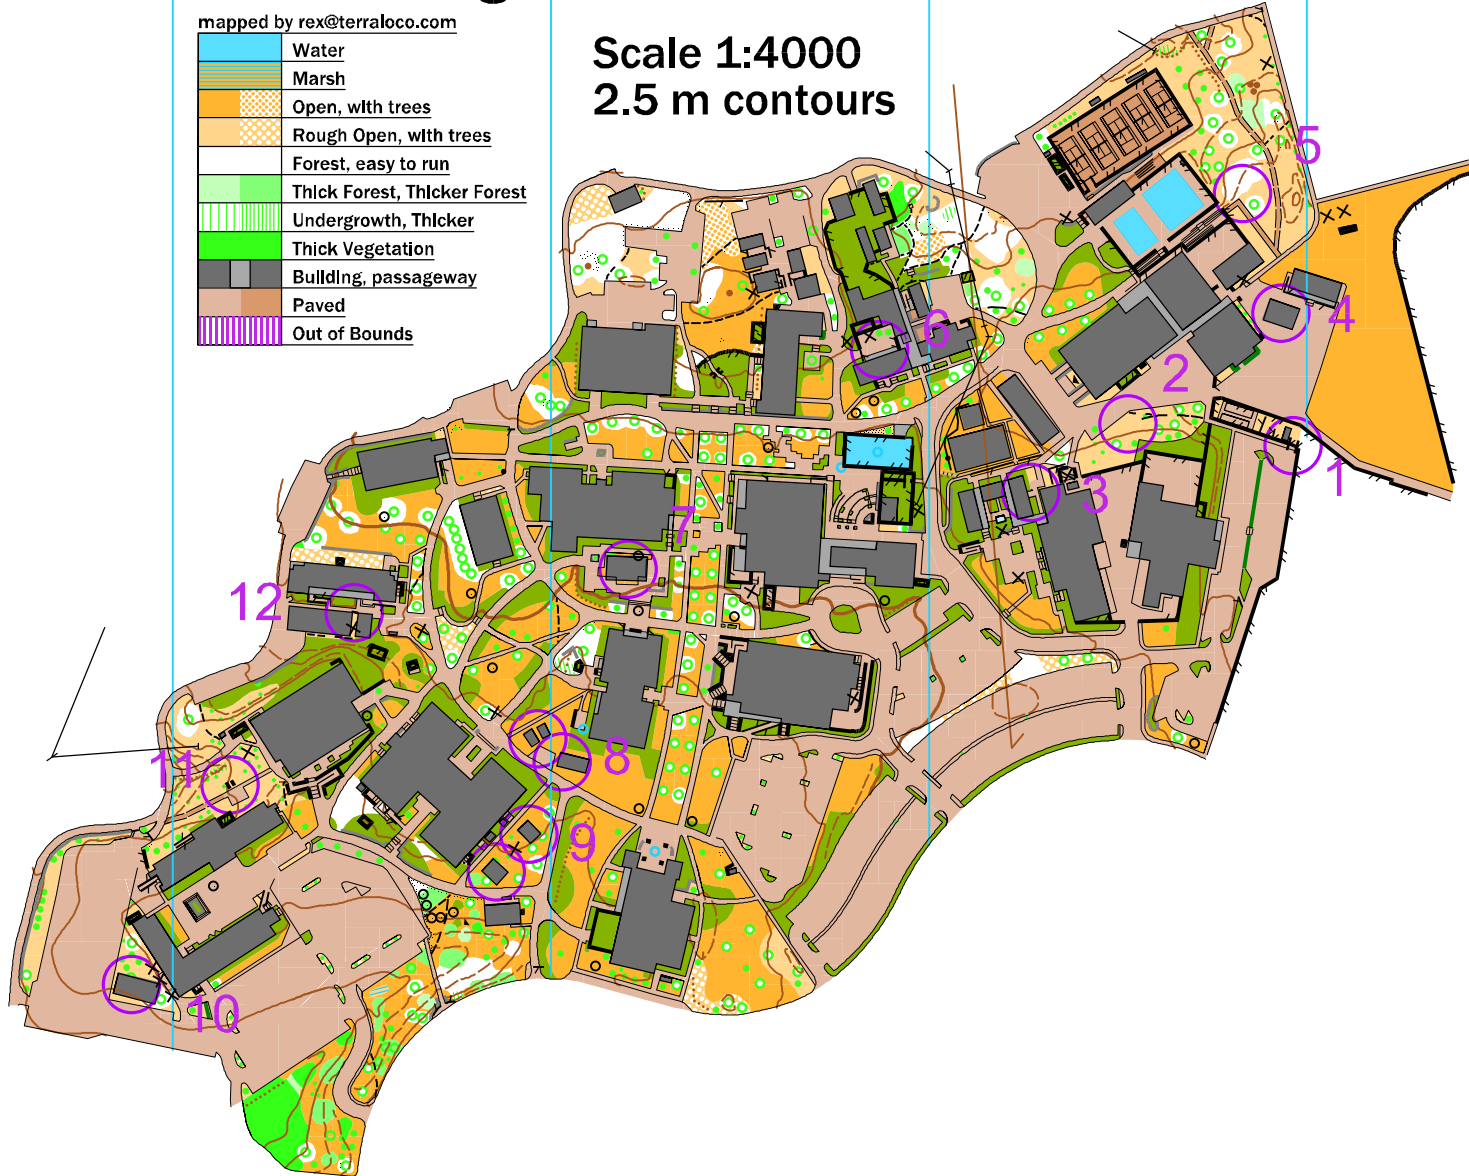 mapped by rex@terraloco.com
Water
Marsh
Open, with trees
Rough Open, with trees
Forest, easy to run
Thick Forest, Thicker Forest
Undergrowth, Thicker
Thick Vegetation
Building, passageway
Paved
Out of Bounds
Scale 1:4000
2.5 m contours
5
4
6
2
1
3
7
12
8
11
9
10